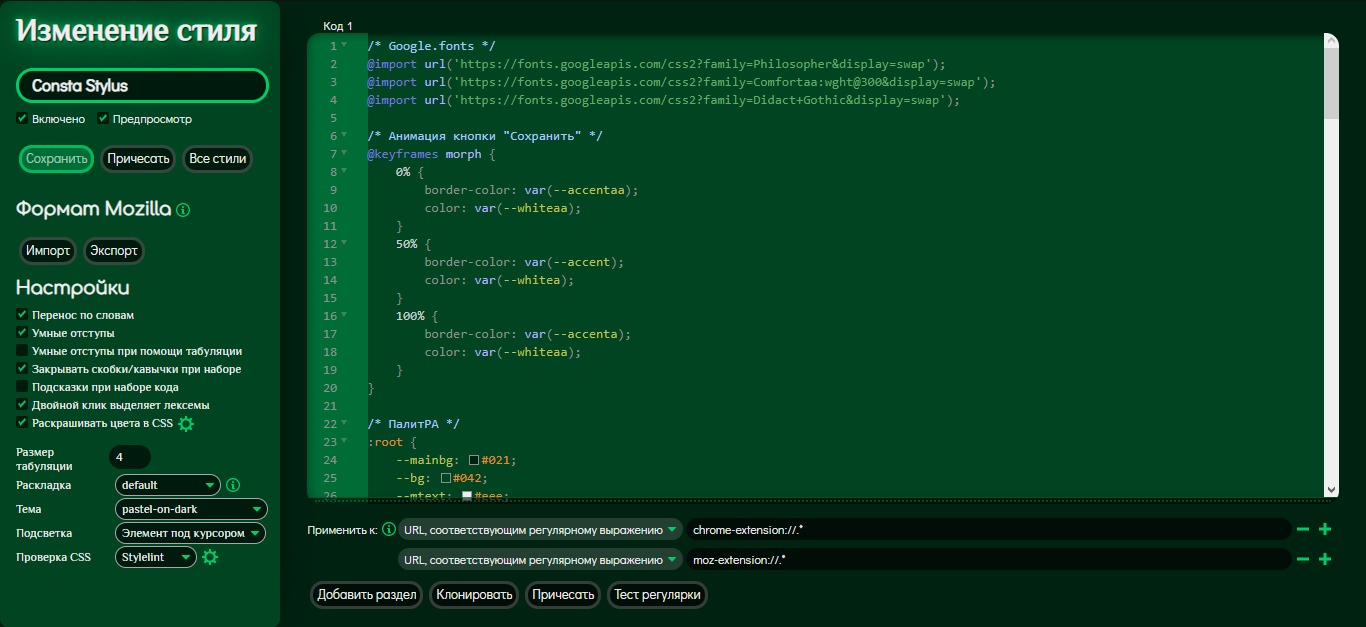 Изменение стиля
Consta Stylus
Включено Предпросмотр
Сохранить Причесать Все стили
Формат Mozilla
Импорт Экспорт
Настройки
Перенос по словам
Умные отступы
Умные отступы при помощи табуляции
Закрывать скобки/кавычки при наборе
Подсказки при наборе кода
Двойной клик выделяет лексемы
Раскрашивать цвета в CSS
Размер
табуляции
4
Раскладка default
Тема pastel-on-dark
Подсветка Элемент под курсором
Проверка CSS Stylelint
Код 1
1 /* Google.fonts */
2 @import url('https://fonts.googleapis.com/css2?family=Philosopher&display=swap');
3 @import url('https://fonts.googleapis.com/css2?family=Comfortaa:wght@300&display=swap');
4 @import url('https://fonts.googleapis.com/css2?family=Didact+Gothic&display=swap');
5
6 /* Анимация кнопки "Сохранить" */
7 @keyframes morph {
8 0% {
9 border-color: var(--accentaa);
10 color: var(--whiteaa);
11 }
12 50% {
13 border-color: var(--accent);
14 color: var(--whitea);
15 }
16 100% {
17 border-color: var(--accenta);
18 color: var(--whiteaa);
19 }
20 }
21
22 /* ПалитРА */
23 :root {
24 --mainbg: #021;
25 --bg: #042;
26 --mtext: #eee;
Применить к: URL, соответствующим регулярному выражению chrome-extension://.*
URL, соответствующим регулярному выражению moz-extension://.*
Добавить раздел Клонировать Причесать Тест регулярки